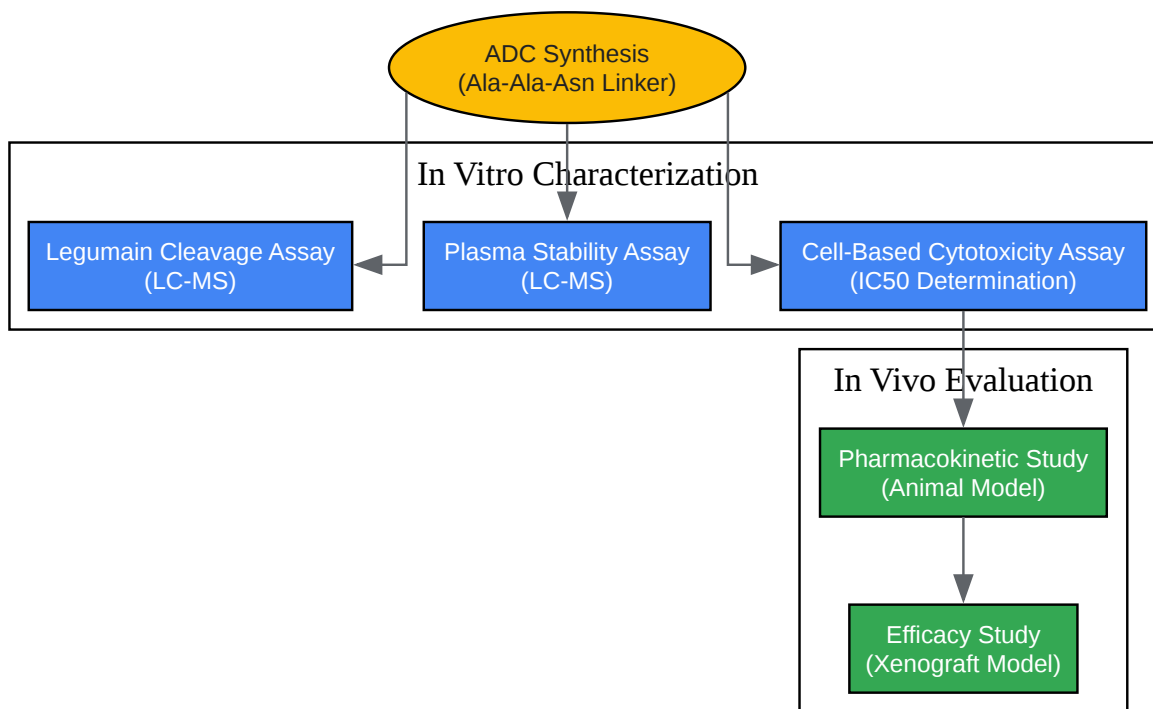 ADC Synthesis
(Ala-Ala-Asn Linker)
In Vitro Characterization
Legumain Cleavage Assay
(LC-MS)
Plasma Stability Assay
(LC-MS)
Cell-Based Cytotoxicity Assay
(IC50 Determination)
In Vivo Evaluation
Pharmacokinetic Study
(Animal Model)
Efficacy Study
(Xenograft Model)